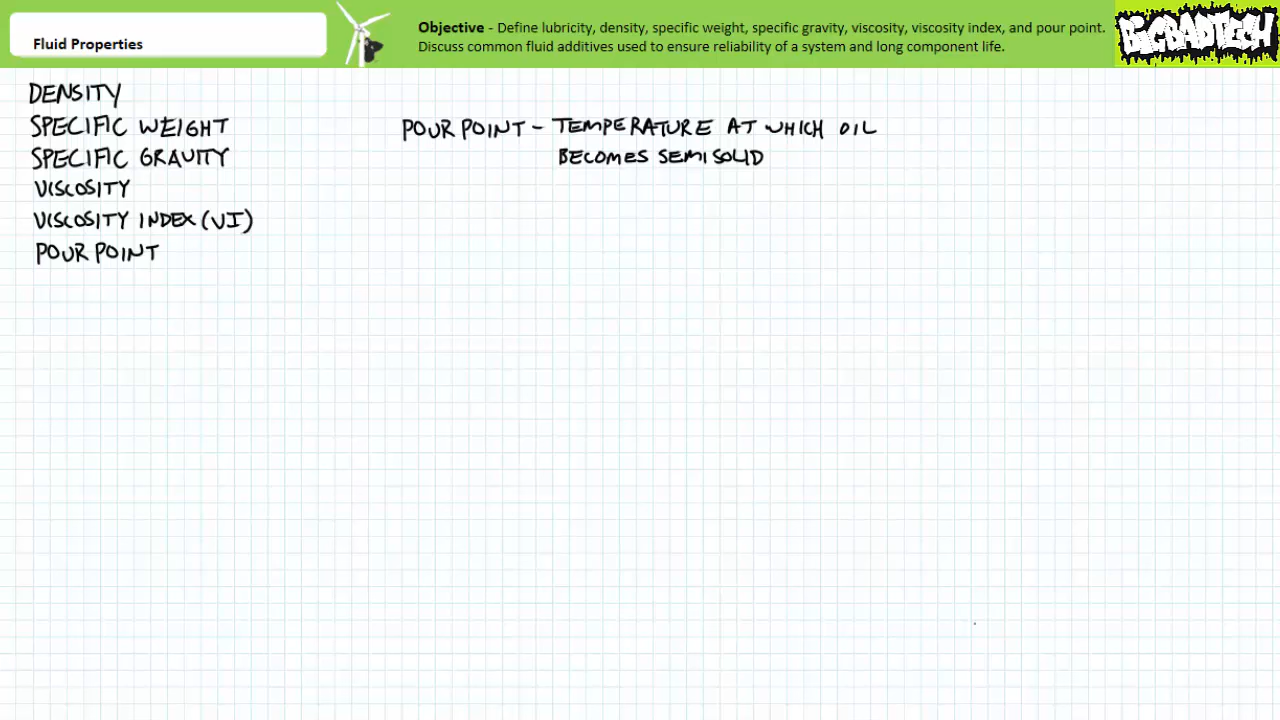 Fluid Properties
Objective - Define lubricity, density, specific weight, specific gravity, viscosity, viscosity index, and pour point.
Discuss common fluid additives used to ensure reliability of a system and long component life.
BIGBADTECH
DENSITY
SPECIFIC WEIGHT
SPECIFIC GRAVITY
VISCOSITY
VISCOSITY INDEX (VI)
POUR POINT
POUR POINT - TEMPERATURE AT WHICH OIL
BECOMES SEMISOLID